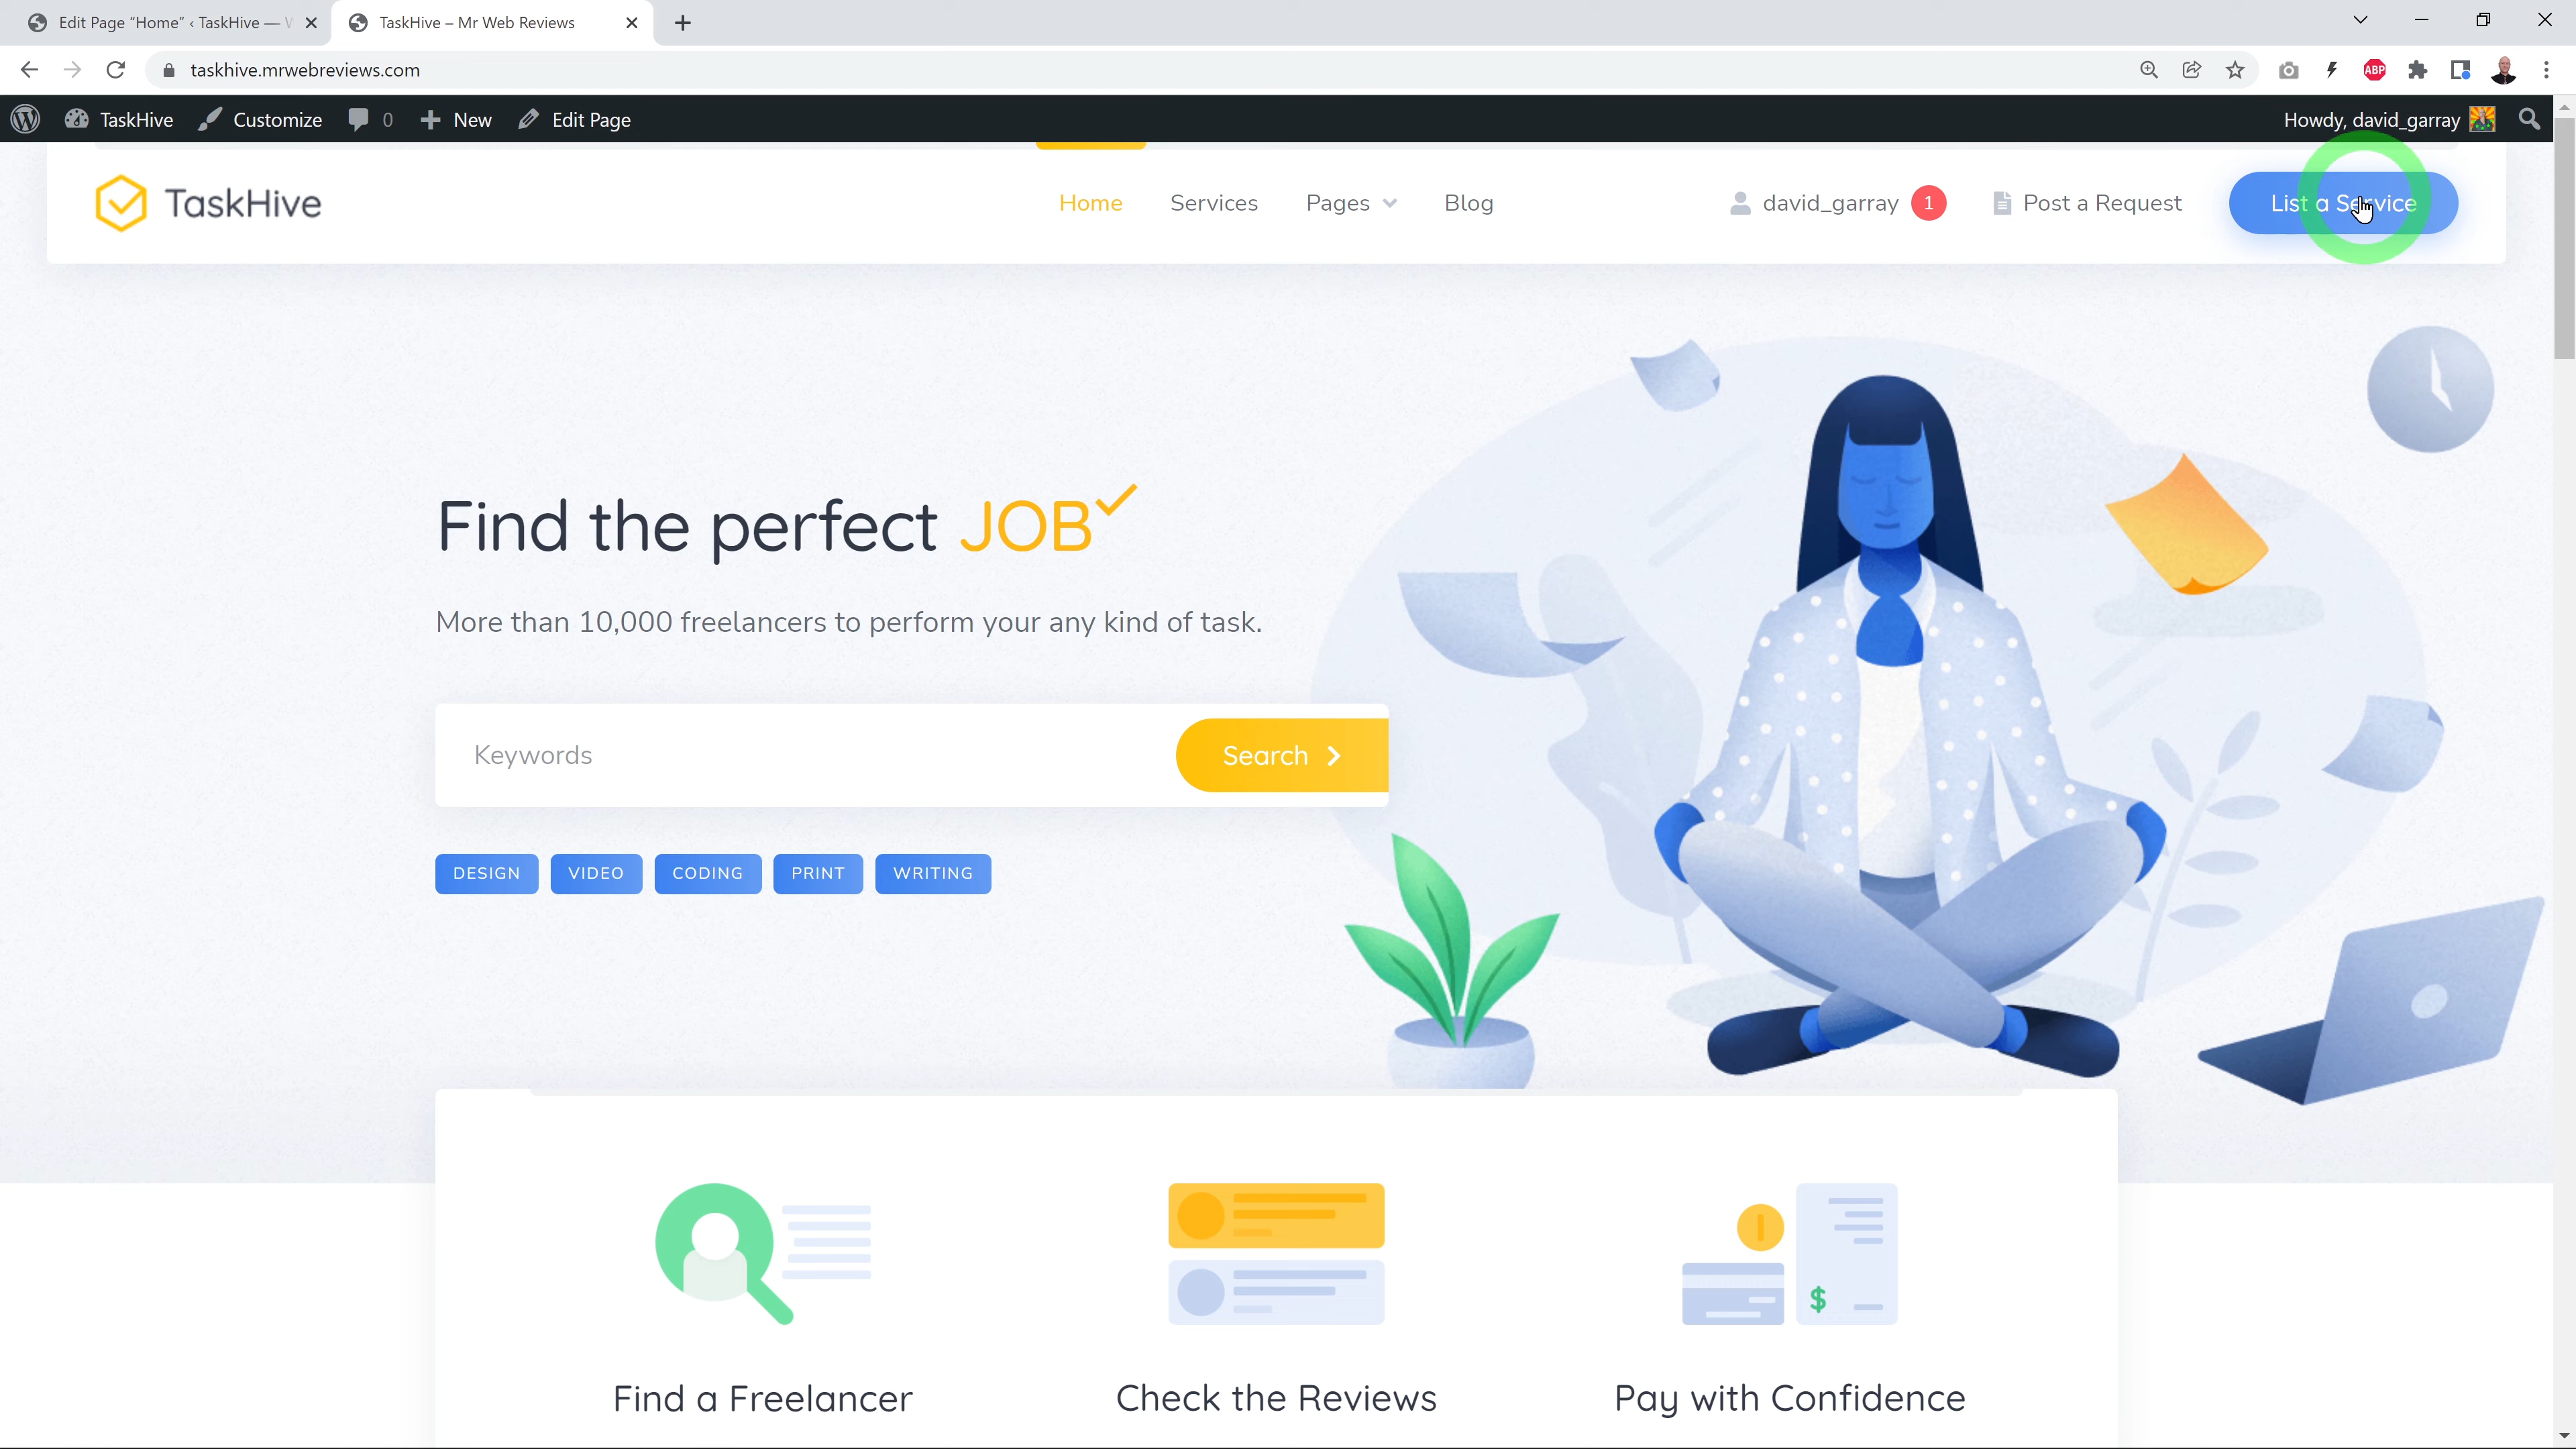 Edit Page “Home” ‹ TaskHive —
TaskHive – Mr Web Reviews
taskhive.mrwebreviews.com
ABP
TaskHive Customize 0 New Edit Page Howdy, david_garray
TaskHive Home Services Pages Blog david_garray 1 Post a Request List a Service
Find the perfect JOB
More than 10,000 freelancers to perform your any kind of task.
Keywords Search
DESIGN VIDEO CODING PRINT WRITING
$
Find a Freelancer Check the Reviews Pay with Confidence